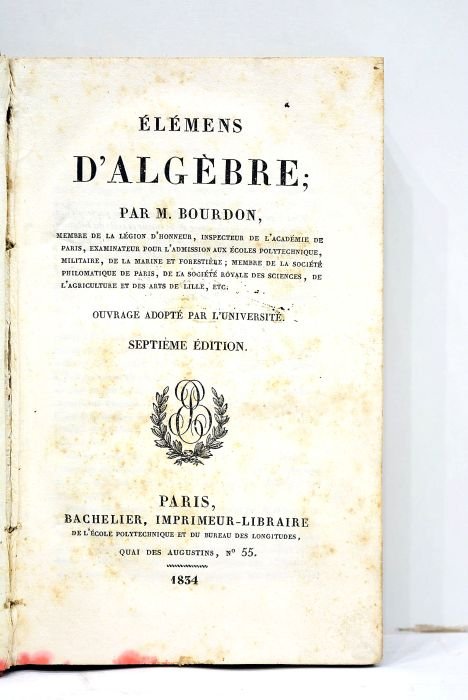 ÉLÉMENS
D'ALGÈBRE;
PAR M. BOURDON,
MEMBRE DE LA LÉGION D'HONNEUR, INSPECTEUR DE L'ACADÉMIE DE
PARIS, EXAMINATEUR POUR L'ADMISSION AUX ÉCOLES POLYTECHNIQUE,
MILITAIRE, DE LA MARINE ET FORESTIÈRE; MEMBRE DE LA SOCIÉTÉ
PHILOMATIQUE DE PARIS, DE LA SOCIÉTÉ ROYALE DES SCIENCES, DE
L'AGRICULTURE ET DES ARTS DE LILLE, ETC.
OUVRAGE ADOPTÉ PAR L'UNIVERSITÉ.
SEPTIÈME ÉDITION.
PARIS,
BACHELIER, IMPRIMEUR-LIBRAIRE
DE L'ÉCOLE POLYTECHNIQUE ET DU BUREAU DES LONGITUDES,
QUAI DES AUGUSTINS, N° 55.
1834